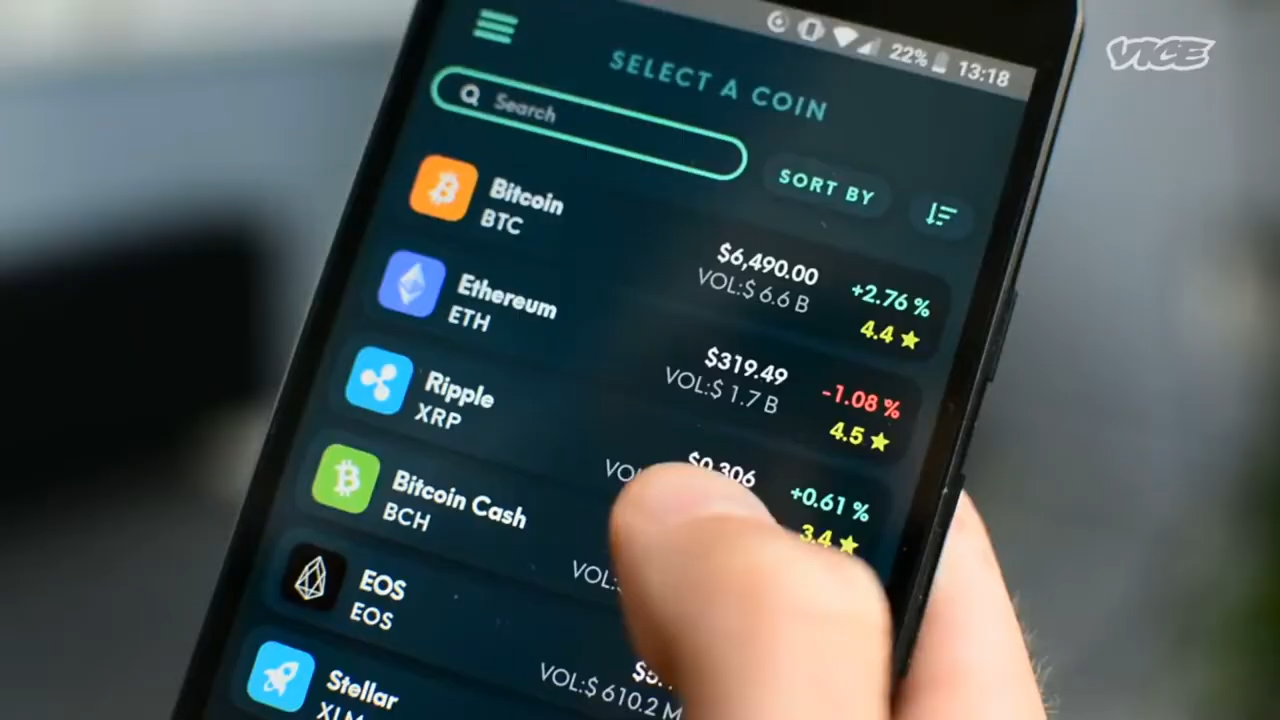 VICE
22% 13:18
SELECT A COIN
Search
SORT BY
Bitcoin
BTC
$6,490.00
VOL:$ 6.6 B
+2.76 %
4.4
Ethereum
ETH
$319.49
VOL:$ 1.7 B
-1.08 %
4.5
Ripple
XRP
$0.306
+0.61 %
3.4
Bitcoin Cash
BCH
VOL:
EOS
EOS
VOL:$ 610.2 M
Stellar
XLM